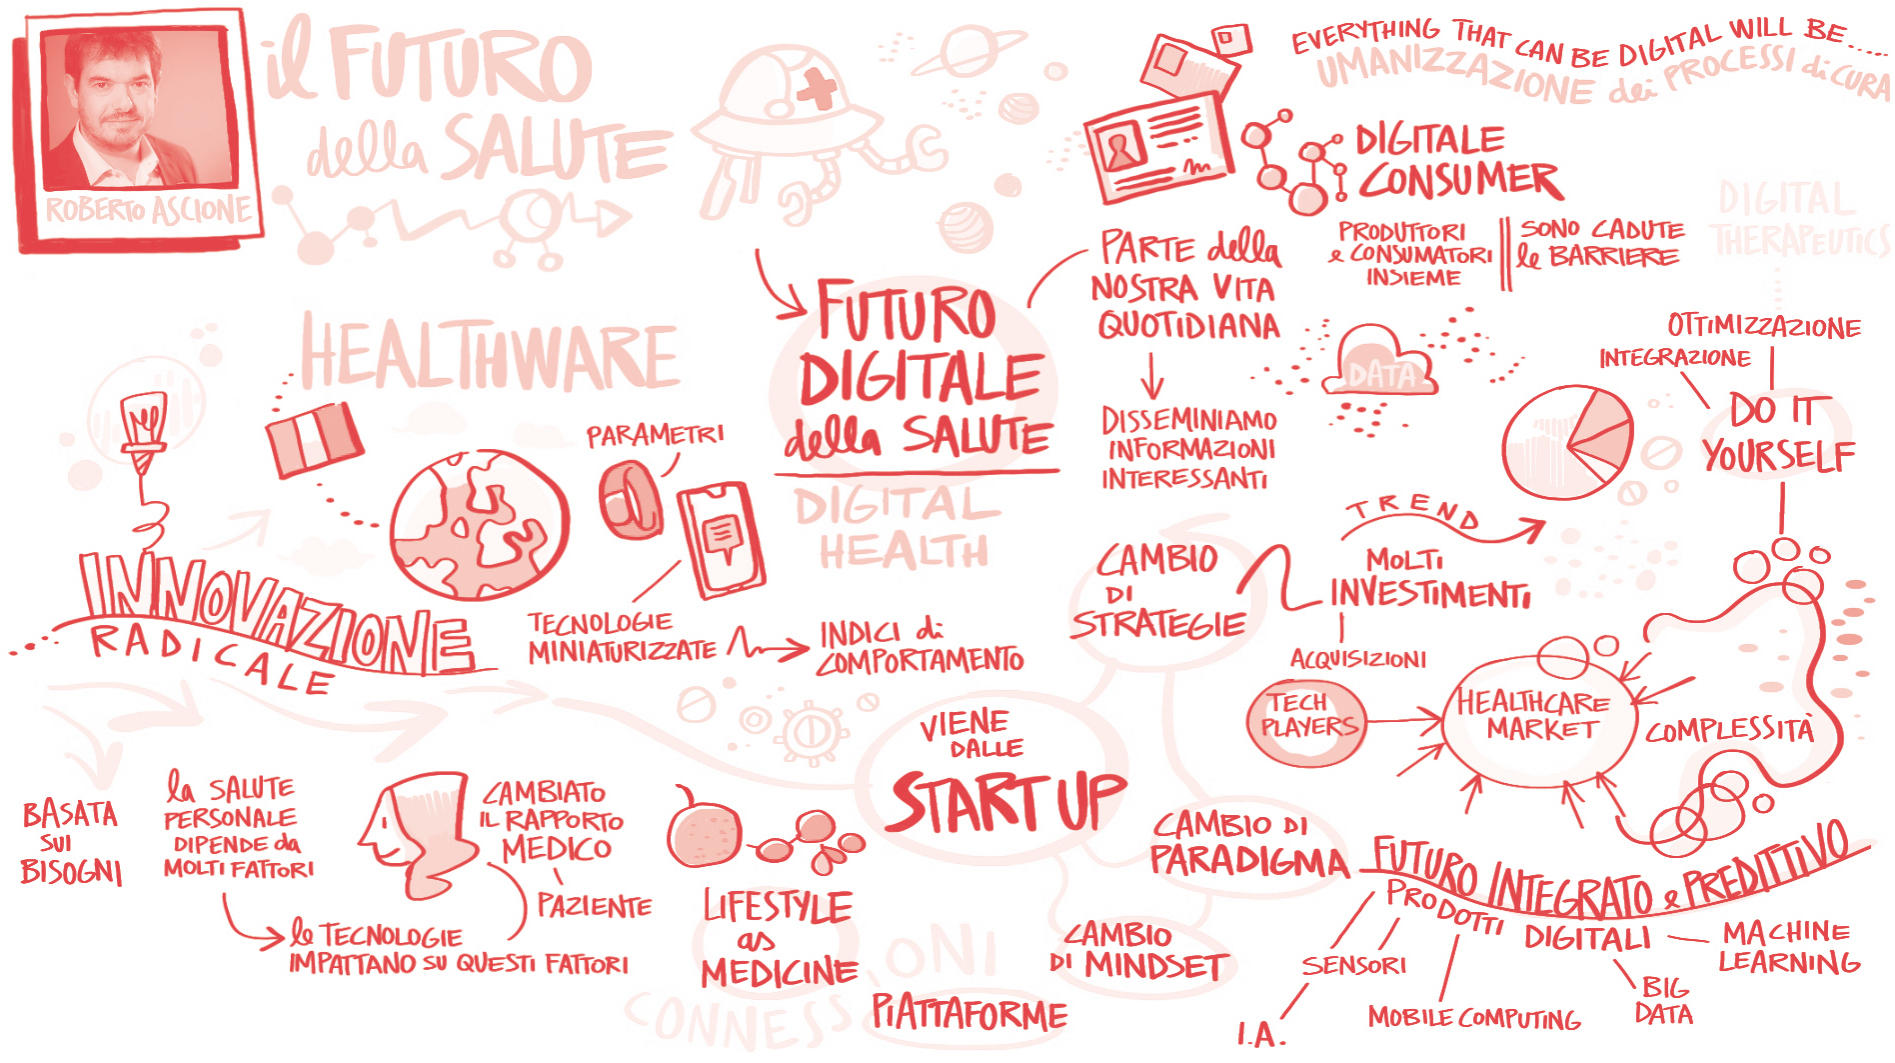 il FUTURO
della SALUTE
ROBERTO ASCIONE
EVERYTHING THAT CAN BE DIGITAL WILL BE.....
UMANIZZAZIONE dei PROCESSI di CURA
DIGITALE
CONSUMER
PRODUTTORI
e CONSUMATORI
INSIEME
SONO CADUTE
le BARRIERE
DIGITAL
THERAPEUTICS
PARTE della
NOSTRA VITA
QUOTIDIANA
DISSEMINIAMO
INFORMAZIONI
INTERESSANTI
DATA
OTTIMIZZAZIONE
INTEGRAZIONE
DO IT
YOURSELF
FUTURO
DIGITALE
della SALUTE
DIGITAL
HEALTH
HEALTHWARE
PARAMETRI
INNOVAZIONE
RADICALE
TECNOLOGIE
MINIATURIZZATE
INDICI di
COMPORTAMENTO
CAMBIO
DI
STRATEGIE
TREND
MOLTI
INVESTIMENTI
ACQUISIZIONI
TECH
PLAYERS
HEALTHCARE
MARKET
COMPLESSITÀ
VIENE
DALLE
START UP
BASATA
SUI
BISOGNI
la SALUTE
PERSONALE
DIPENDE da
MOLTI FATTORI
le TECNOLOGIE
IMPATTANO SU QUESTI FATTORI
CAMBIATO
IL RAPPORTO
MEDICO
PAZIENTE
LIFESTYLE
as
MEDICINE
CONNESSIONI
PIATTAFORME
CAMBIO
DI MINDSET
CAMBIO DI
PARADIGMA
FUTURO INTEGRATO e PREDITTIVO
PRODOTTI
DIGITALI
MACHINE
LEARNING
SENSORI
I.A.
MOBILE COMPUTING
BIG
DATA